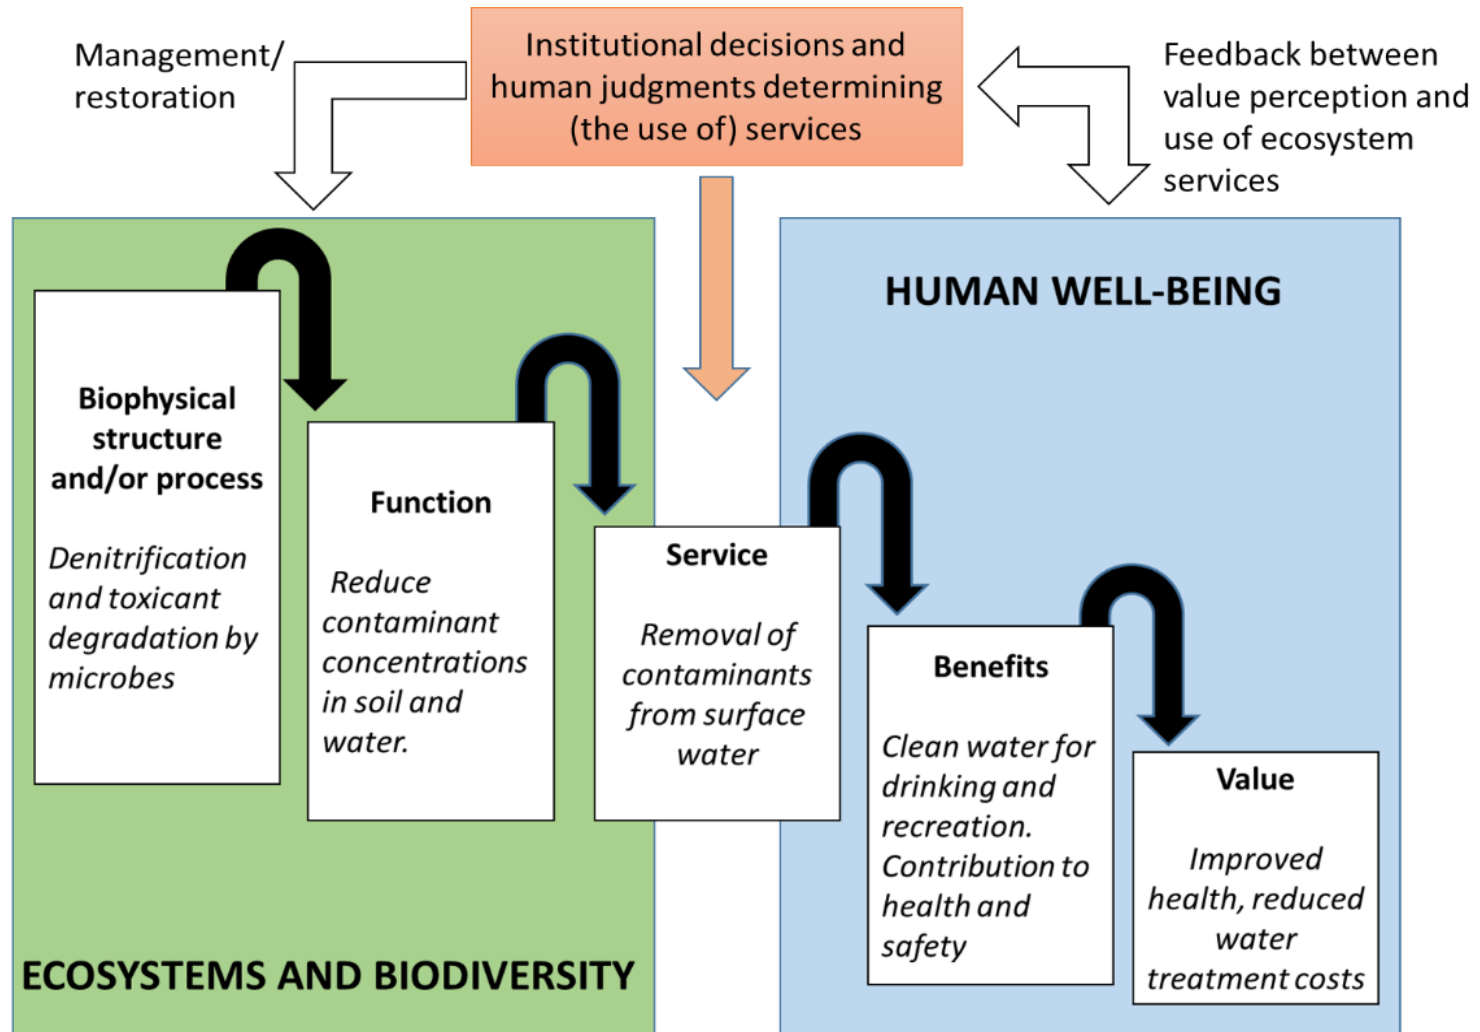 Management/
restoration
Institutional decisions and
human judgments determining
(the use of) services
Feedback between
value perception and
use of ecosystem
services
HUMAN WELL-BEING
Biophysical
structure
and/or process
Denitrification
and toxicant
degradation by
microbes
Function
Reduce
contaminant
concentrations
in soil and
water.
Service
Removal of
contaminants
from surface
water
Benefits
Clean water for
drinking and
recreation.
Contribution to
health and
safety
Value
Improved
health, reduced
water
treatment costs
ECOSYSTEMS AND BIODIVERSITY